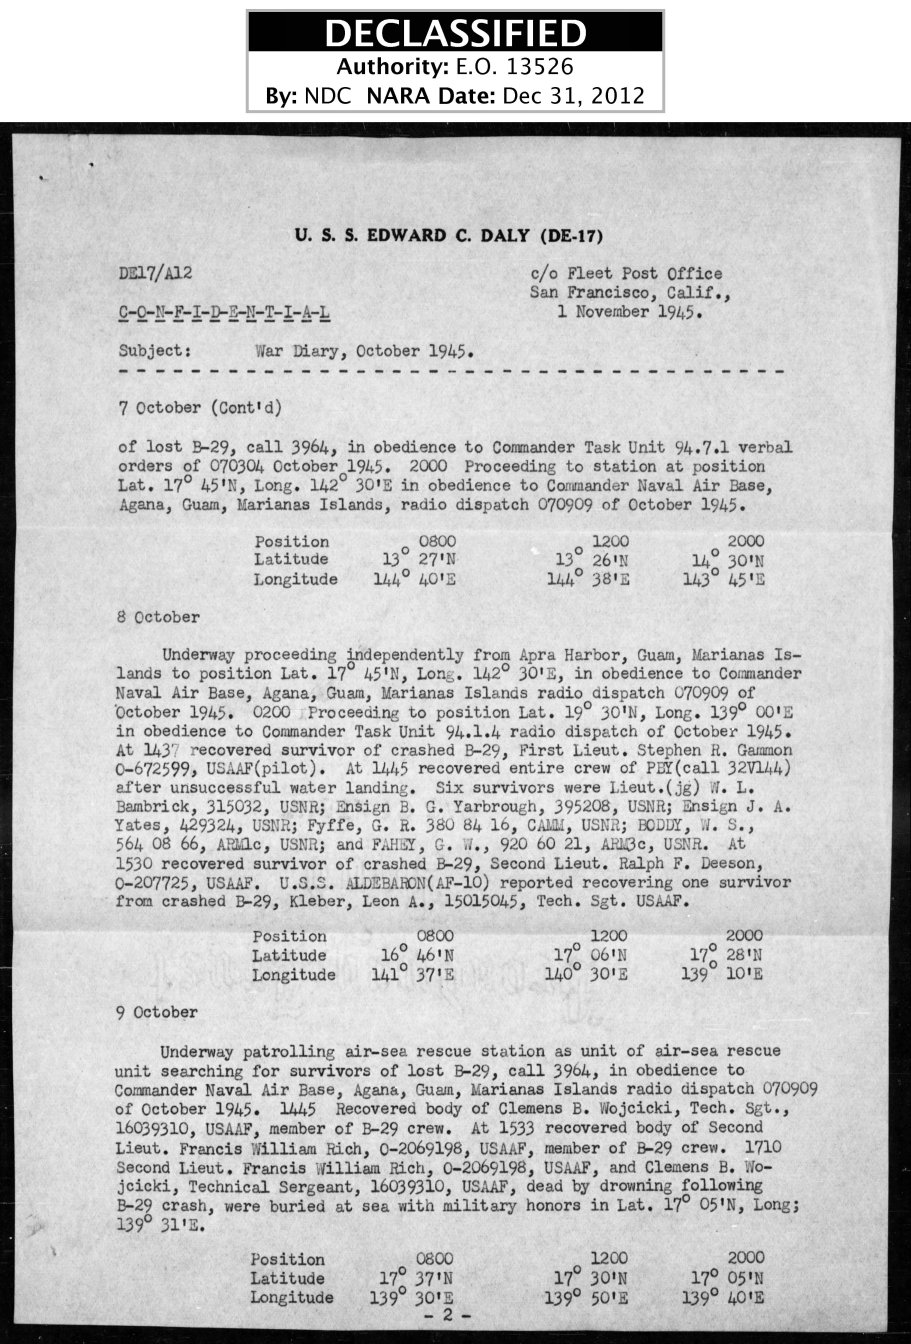 DECLASSIFIED
Authority: E.O. 13526
By: NDC NARA Date: Dec 31, 2012
U. S. S. EDWARD C. DALY (DE-17)
DE17/A12 c/o Fleet Post Office
San Francisco, Calif.,
C-O-N-F-I-D-E-N-T-I-A-L 1 November 1945.
Subject: War Diary, October 1945.
- - - - - - - - - - - - - - - - - - - - - - - - - - - - - - - - - - - - -
7 October (Cont'd)
of lost B-29, call 3964, in obedience to Commander Task Unit 94.7.1 verbal
orders of 070304 October 1945. 2000 Proceeding to station at position
Lat. 17° 45'N, Long. 142° 30'E in obedience to Commander Naval Air Base,
Agana, Guam, Marianas Islands, radio dispatch 070909 of October 1945.
Position 0800 1200 2000
Latitude 13° 27'N 13° 26'N 14° 30'N
Longitude 144° 40'E 144° 38'E 143° 45'E
8 October
Underway proceeding independently from Apra Harbor, Guam, Marianas Is-
lands to position Lat. 17° 45'N, Long. 142° 30'E, in obedience to Commander
Naval Air Base, Agana, Guam, Marianas Islands radio dispatch 070909 of
October 1945. 0200 Proceeding to position Lat. 19° 30'N, Long. 139° 00'E
in obedience to Commander Task Unit 94.1.4 radio dispatch of October 1945.
At 1437 recovered survivor of crashed B-29, First Lieut. Stephen R. Gammon
O-672599, USAAF(pilot). At 1445 recovered entire crew of PBY(call 32V144)
after unsuccessful water landing. Six survivors were Lieut.(jg) W. L.
Bambrick, 315032, USNR; Ensign B. G. Yarbrough, 395208, USNR; Ensign J. A.
Yates, 429324, USNR; Fyffe, G. R. 380 84 16, CAMM, USNR; BODDY, W. S.,
564 08 66, ARM1c, USNR; and FAHEY, G. W., 920 60 21, ARM3c, USNR. At
1530 recovered survivor of crashed B-29, Second Lieut. Ralph F. Deeson,
O-207725, USAAF. U.S.S. ALDEBARON(AF-10) reported recovering one survivor
from crashed B-29, Kleber, Leon A., 15015045, Tech. Sgt. USAAF.
Position 0800 1200 2000
Latitude 16° 46'N 17° 06'N 17° 28'N
Longitude 141° 37'E 140° 30'E 139° 10'E
9 October
Underway patrolling air-sea rescue station as unit of air-sea rescue
unit searching for survivors of lost B-29, call 3964, in obedience to
Commander Naval Air Base, Agana, Guam, Marianas Islands radio dispatch 070909
of October 1945. 1445 Recovered body of Clemens B. Wojcicki, Tech. Sgt.,
16039310, USAAF, member of B-29 crew. At 1533 recovered body of Second
Lieut. Francis William Rich, O-2069198, USAAF, member of B-29 crew. 1710
Second Lieut. Francis William Rich, O-2069198, USAAF, and Clemens B. Wo-
jcicki, Technical Sergeant, 16039310, USAAF, dead by drowning following
B-29 crash, were buried at sea with military honors in Lat. 17° 05'N, Long;
139° 31'E.
Position 0800 1200 2000
Latitude 17° 37'N 17° 30'N 17° 05'N
Longitude 139° 30'E 139° 50'E 139° 40'E
- 2 -